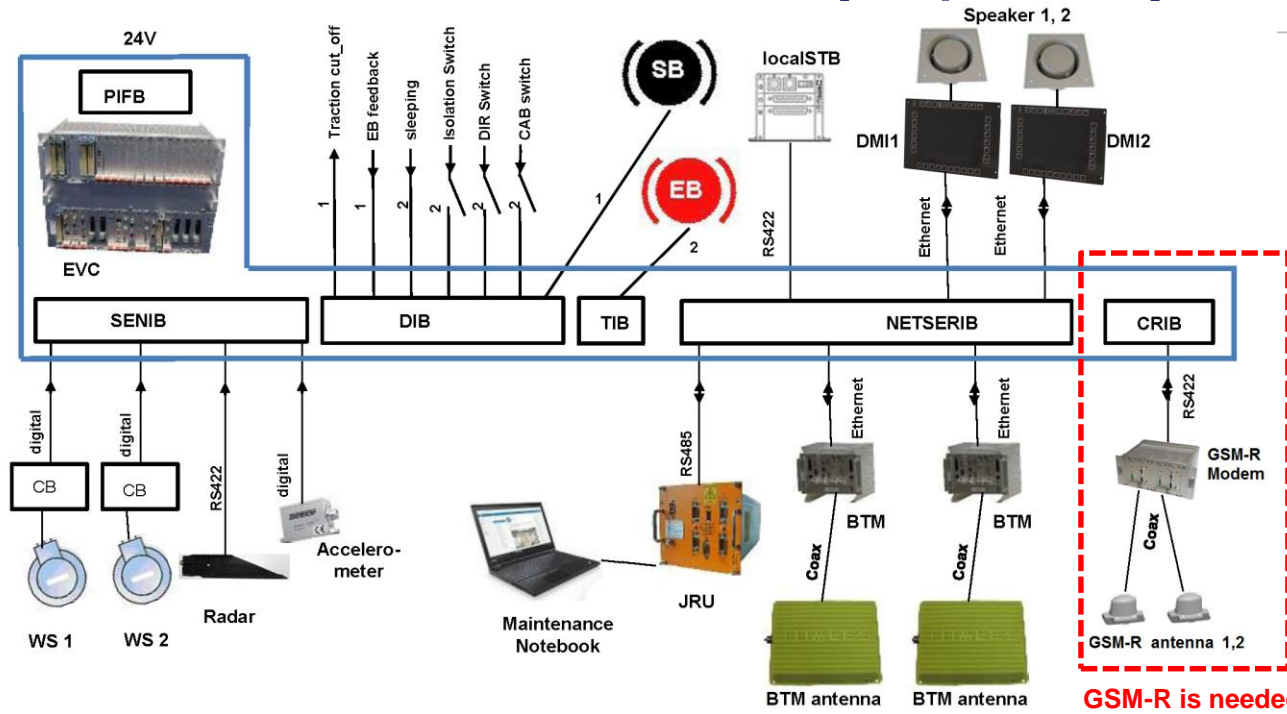 Speaker 1, 2
24V
PIFB
EVC
Traction cut_off
EB feedback
sleeping
Isolation Switch
DIR Switch
CAB switch
1
1
2
2
2
2
SB
1
EB
2
localSTB
RS422
DMI1
DMI2
Ethernet
Ethernet
SENIB
DIB
TIB
NETSERIB
CRIB
digital
digital
RS422
digital
CB
CB
WS 1
WS 2
Radar
Accelero-
meter
Maintenance
Notebook
RS485
JRU
Ethernet
Ethernet
BTM
BTM
Coax
Coax
BTM antenna
BTM antenna
RS422
GSM-R
Modem
Coax
GSM-R antenna 1,2
GSM-R is neede